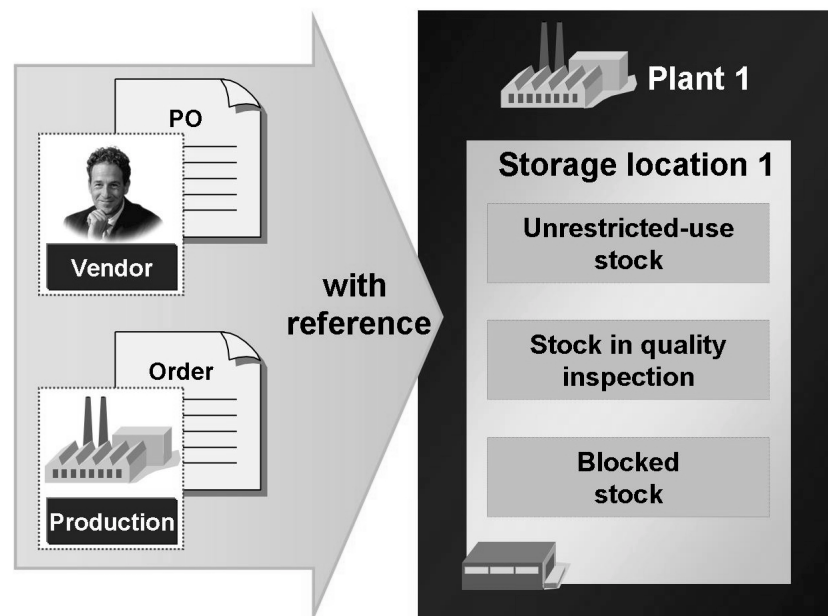 PO
Vendor
Order
Production
with
reference
Plant 1
Storage location 1
Unrestricted-use
stock
Stock in quality
inspection
Blocked
stock